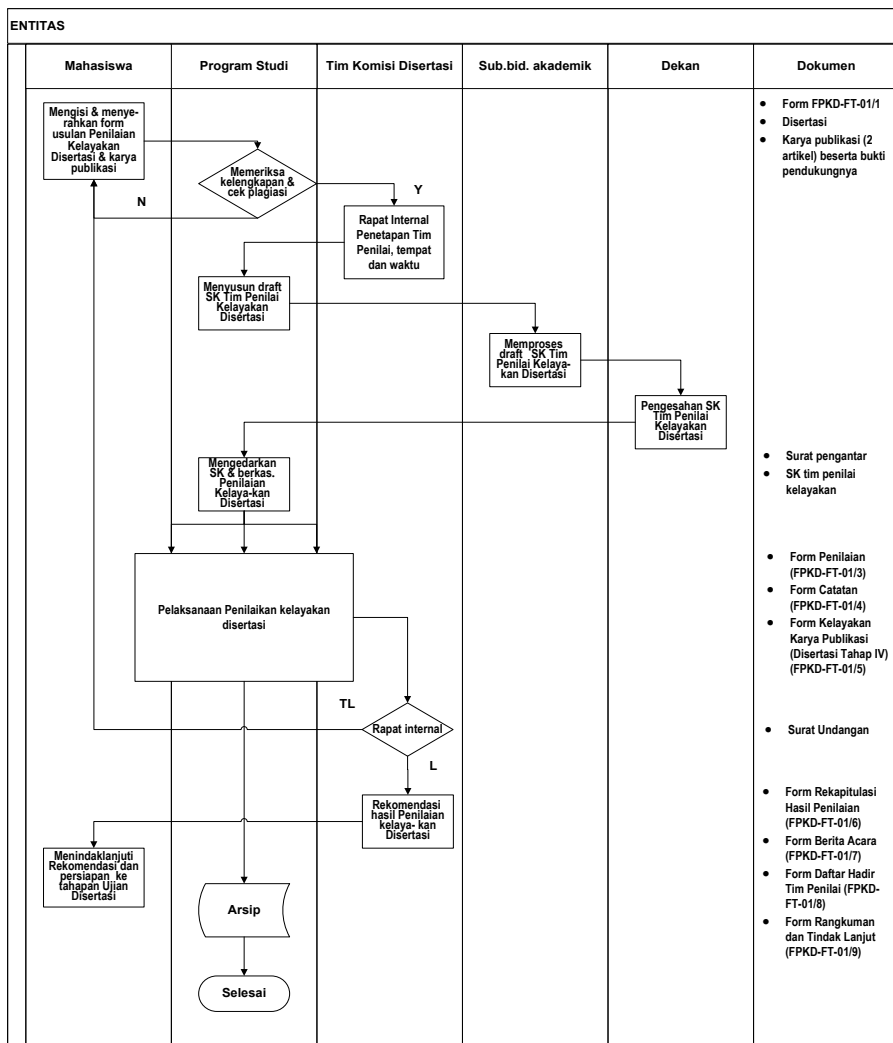 ENTITAS
Mahasiswa
Program Studi
Tim Komisi Disertasi
Sub.bid. akademik
Dekan
Dokumen
Mengisi & menye-
rahkan form
usulan Penilaian
Kelayakan
Disertasi & karya
publikasi
Memeriksa
kelengkapan &
cek plagiasi
N
Y
Rapat Internal
Penetapan Tim
Penilai, tempat
dan waktu
Menyusun draft
SK Tim Penilai
Kelayakan
Disertasi
Memproses
draft SK Tim
Penilai Kelaya-
kan Disertasi
Pengesahan SK
Tim Penilai
Kelayakan
Disertasi
Mengedarkan
SK & berkas.
Penilaian
Kelaya-kan
Disertasi
Pelaksanaan Penilaikan kelayakan
disertasi
TL
Rapat internal
L
Rekomendasi
hasil Penilaian
kelaya- kan
Disertasi
Menindaklanjuti
Rekomendasi dan
persiapan ke
tahapan Ujian
Disertasi
Arsip
Selesai
• Form FPKD-FT-01/1
• Disertasi
• Karya publikasi (2
artikel) beserta bukti
pendukungnya
• Surat pengantar
• SK tim penilai
kelayakan
• Form Penilaian
(FPKD-FT-01/3)
• Form Catatan
(FPKD-FT-01/4)
• Form Kelayakan
Karya Publikasi
(Disertasi Tahap IV)
(FPKD-FT-01/5)
• Surat Undangan
• Form Rekapitulasi
Hasil Penilaian
(FPKD-FT-01/6)
• Form Berita Acara
(FPKD-FT-01/7)
• Form Daftar Hadir
Tim Penilai (FPKD-
FT-01/8)
• Form Rangkuman
dan Tindak Lanjut
(FPKD-FT-01/9)